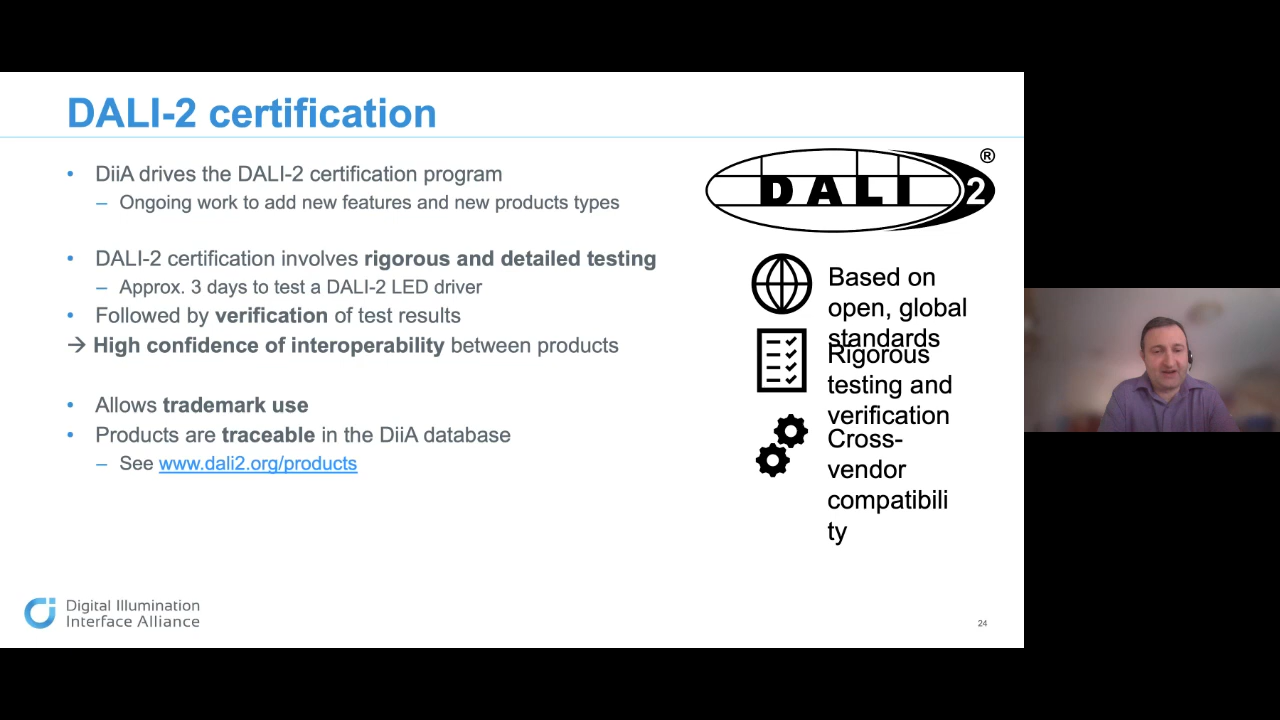 DALI-2 certification
• DiiA drives the DALI-2 certification program
– Ongoing work to add new features and new products types
• DALI-2 certification involves rigorous and detailed testing
– Approx. 3 days to test a DALI-2 LED driver
• Followed by verification of test results
→ High confidence of interoperability between products
• Allows trademark use
• Products are traceable in the DiiA database
– See www.dali2.org/products
DALI 2 ®
Based on
open, global
standards
Rigorous
testing and
verification
Cross-
vendor
compatibili
ty
Digital Illumination
Interface Alliance
24